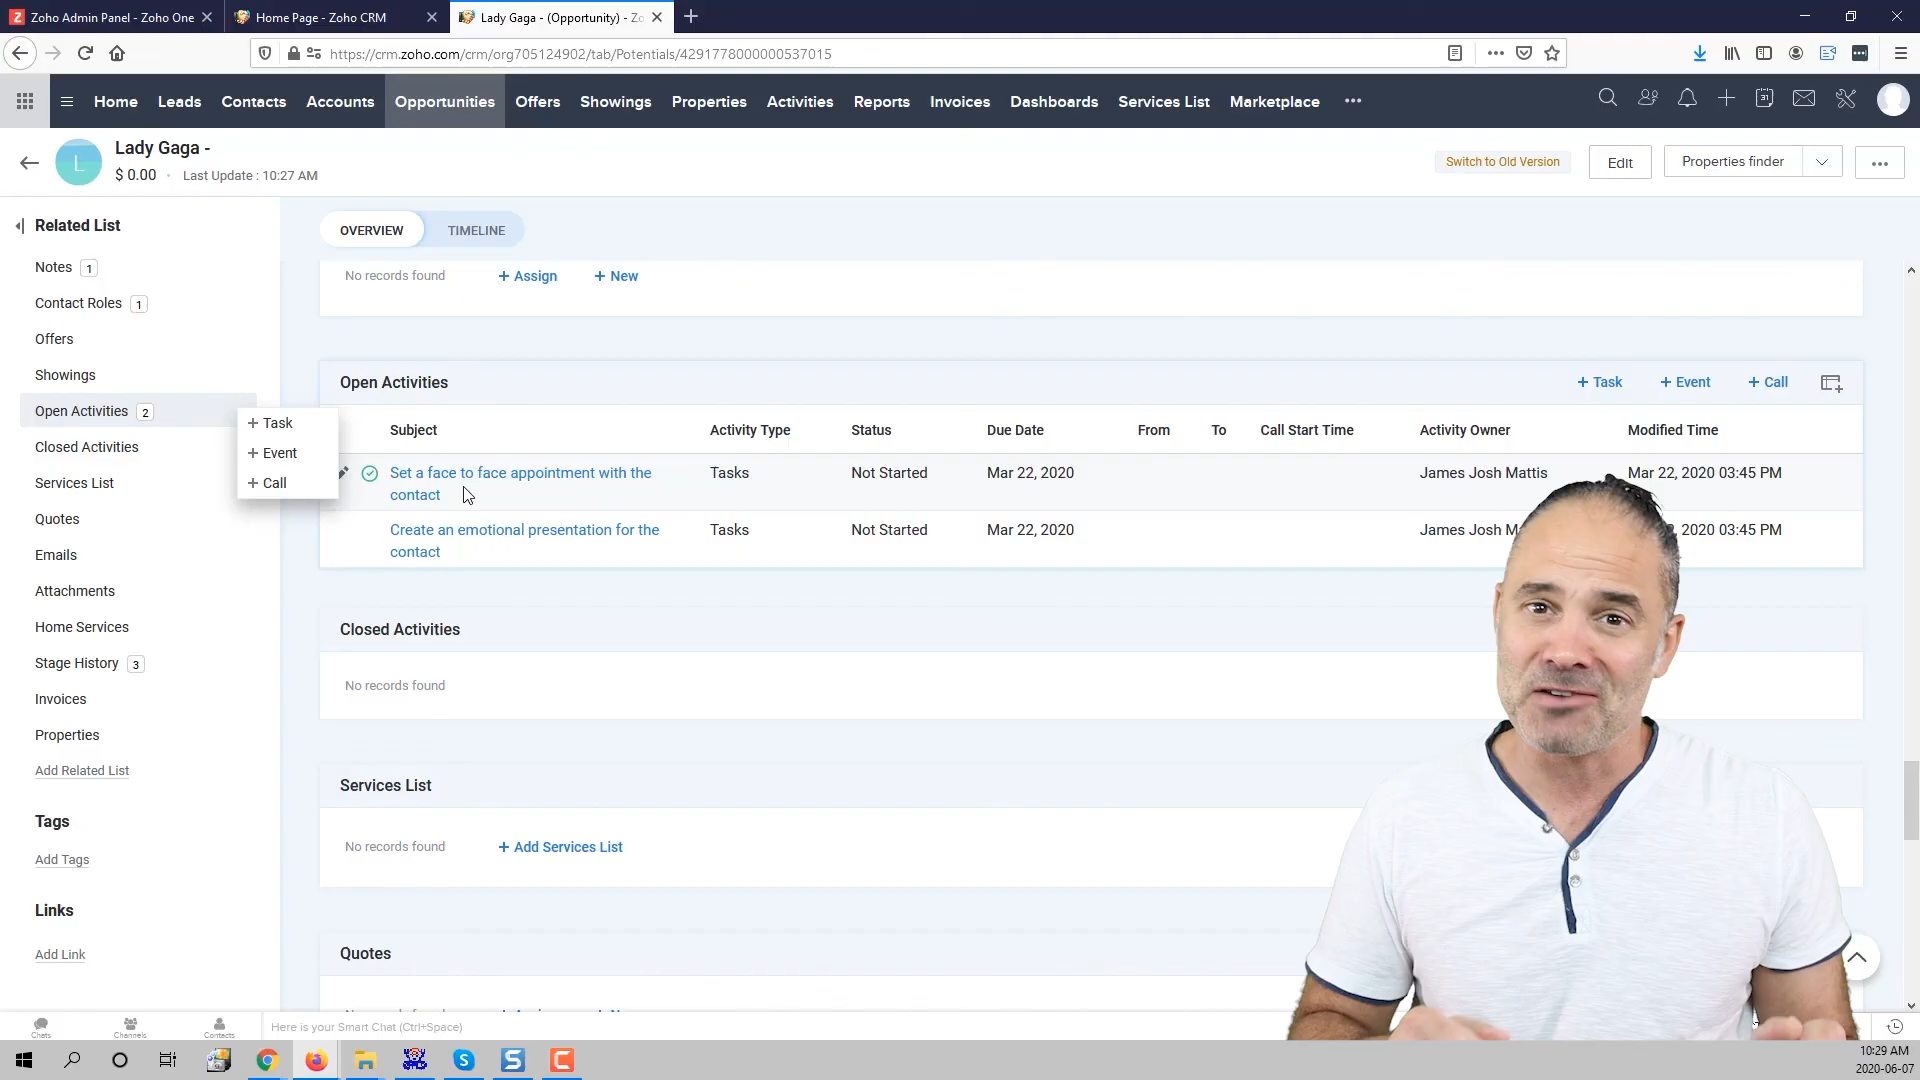 Zoho Admin Panel - Zoho One
Home Page - Zoho CRM
Lady Gaga - (Opportunity) - Zo
https://crm.zoho.com/crm/org705124902/tab/Potentials/4291778000000537015
Home Leads Contacts Accounts Opportunities Offers Showings Properties Activities Reports Invoices Dashboards Services List Marketplace
31
L
Lady Gaga -
$ 0.00 • Last Update : 10:27 AM
Switch to Old Version
Edit
Properties finder
Related List
Notes 1
Contact Roles 1
Offers
Showings
Open Activities 2
Closed Activities
Services List
Quotes
Emails
Attachments
Home Services
Stage History 3
Invoices
Properties
Add Related List
Tags
Add Tags
Links
Add Link
+ Task
+ Event
+ Call
OVERVIEW TIMELINE
No records found + Assign + New
Open Activities + Task + Event + Call
Subject Activity Type Status Due Date From To Call Start Time Activity Owner Modified Time
Set a face to face appointment with the contact Tasks Not Started Mar 22, 2020 James Josh Mattis Mar 22, 2020 03:45 PM
Create an emotional presentation for the contact Tasks Not Started Mar 22, 2020 James Josh M 2020 03:45 PM
Closed Activities
No records found
Services List
No records found + Add Services List
Quotes
Chats Channels Contacts
Here is your Smart Chat (Ctrl+Space)
10:29 AM
2020-06-07